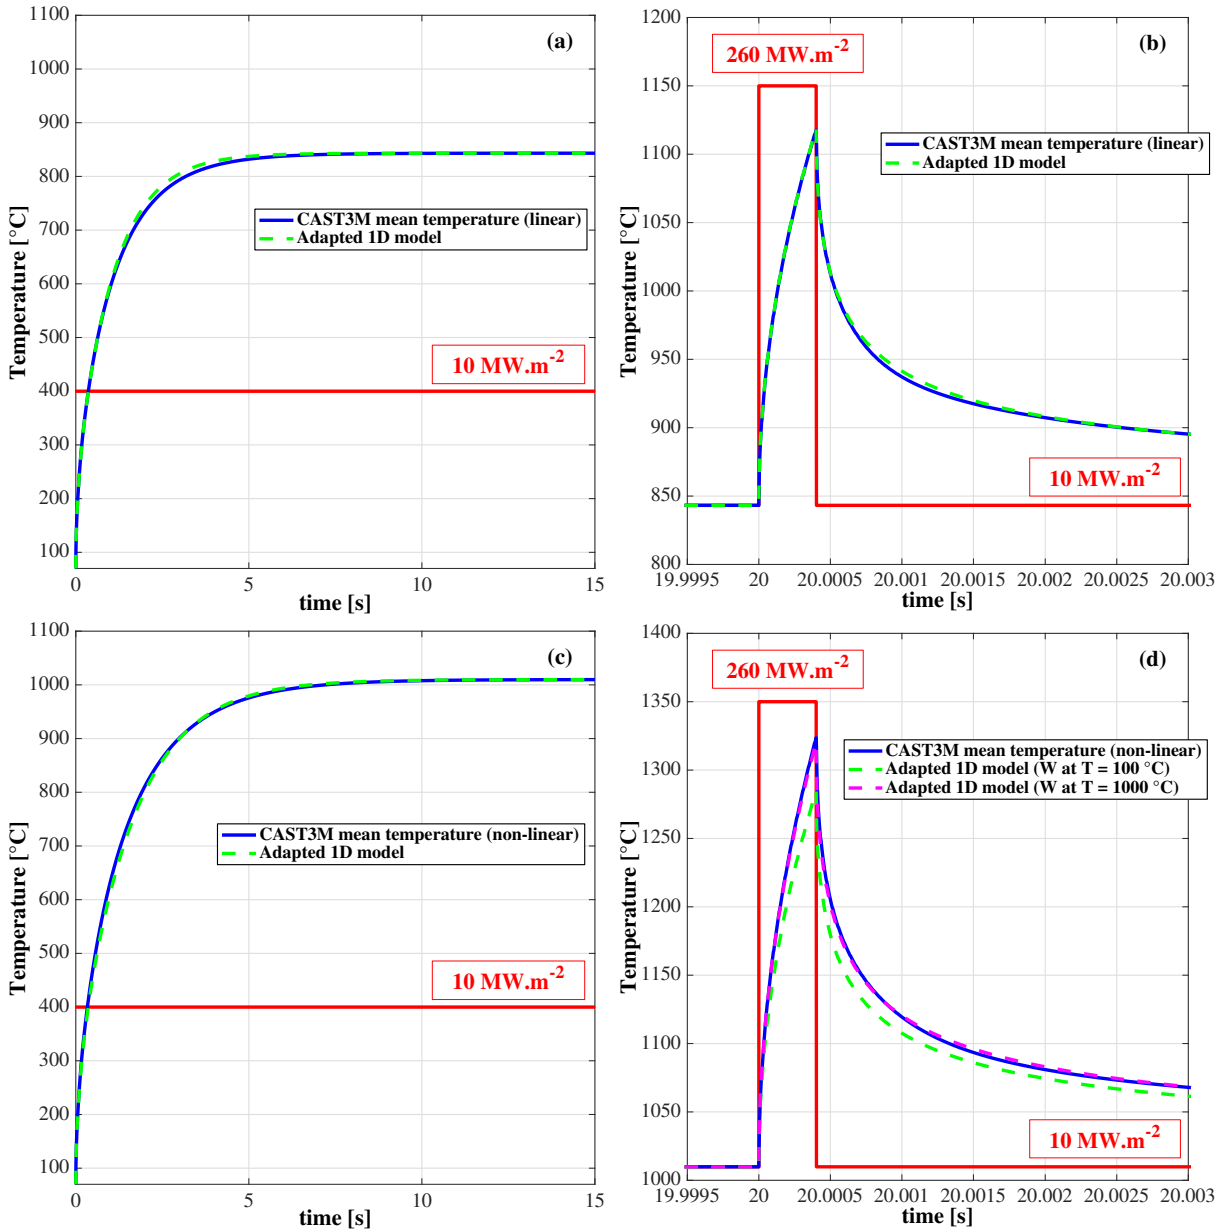 (a)
1100
1000
900
800
700
600
500
400
300
200
100
Temperature [°C]
CAST3M mean temperature (linear)
Adapted 1D model
10 MW.m-2
0 5 10 15
time [s]
(b)
1200
1150
1100
1050
1000
950
900
850
800
Temperature [°C]
260 MW.m-2
CAST3M mean temperature (linear)
Adapted 1D model
10 MW.m-2
19.9995 20 20.0005 20.001 20.0015 20.002 20.0025 20.003
time [s]
(c)
1100
1000
900
800
700
600
500
400
300
200
100
Temperature [°C]
CAST3M mean temperature (non-linear)
Adapted 1D model
10 MW.m-2
0 5 10 15
time [s]
(d)
1400
1350
1300
1250
1200
1150
1100
1050
1000
Temperature [°C]
260 MW.m-2
CAST3M mean temperature (non-linear)
Adapted 1D model (W at T = 100 °C)
Adapted 1D model (W at T = 1000 °C)
10 MW.m-2
19.9995 20 20.0005 20.001 20.0015 20.002 20.0025 20.003
time [s]